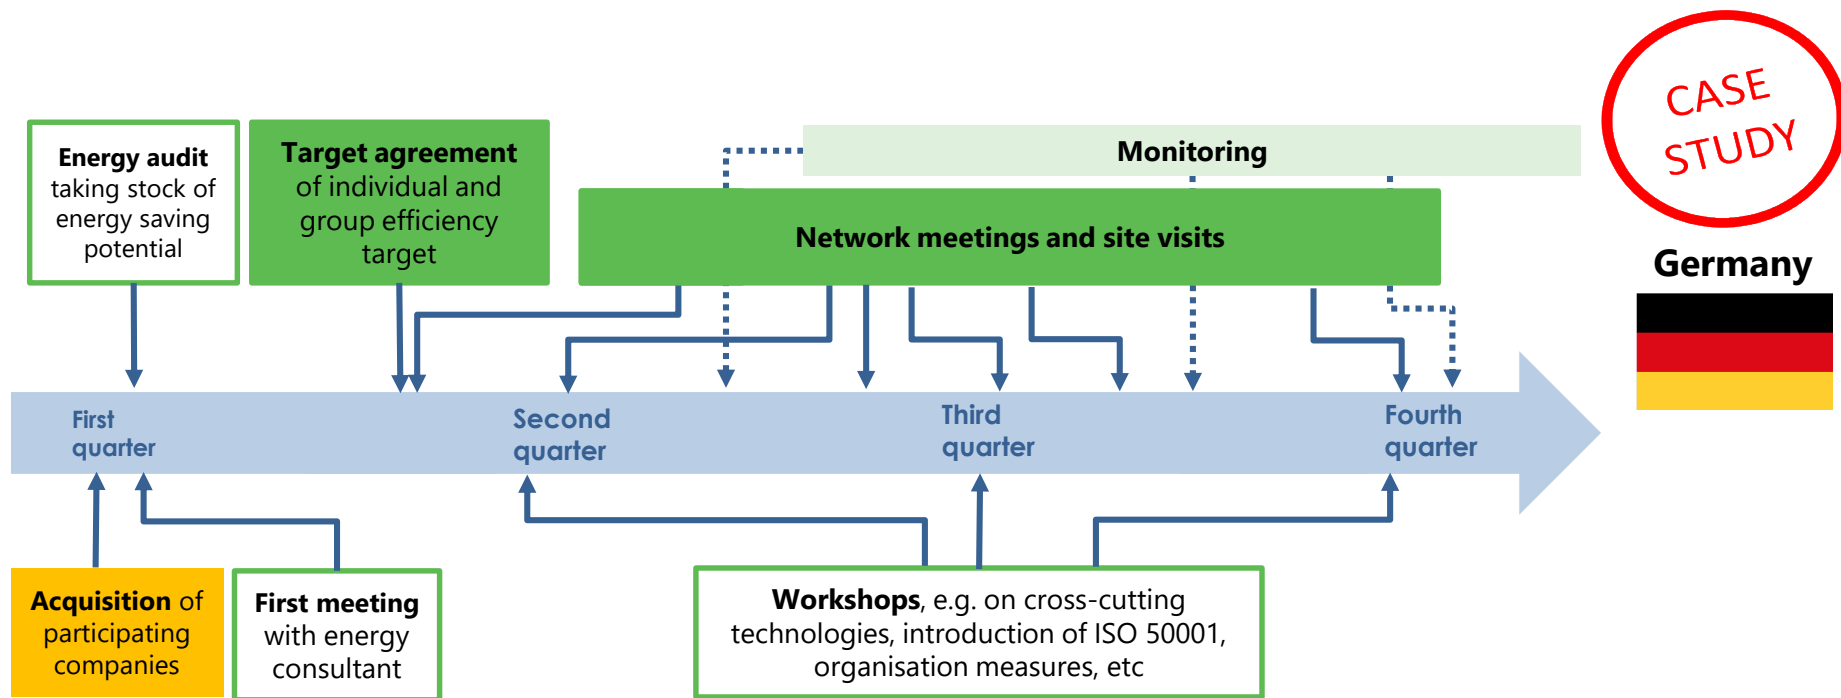 CASE
STUDY
Energy audit
taking stock of
energy saving
potential
Target agreement
of individual and
group efficiency
target
Monitoring
Network meetings and site visits
Germany
First
quarter
Second
quarter
Third
quarter
Fourth
quarter
Acquisition of
participating
companies
First meeting
with energy
consultant
Workshops, e.g. on cross-cutting
technologies, introduction of ISO 50001,
organisation measures, etc